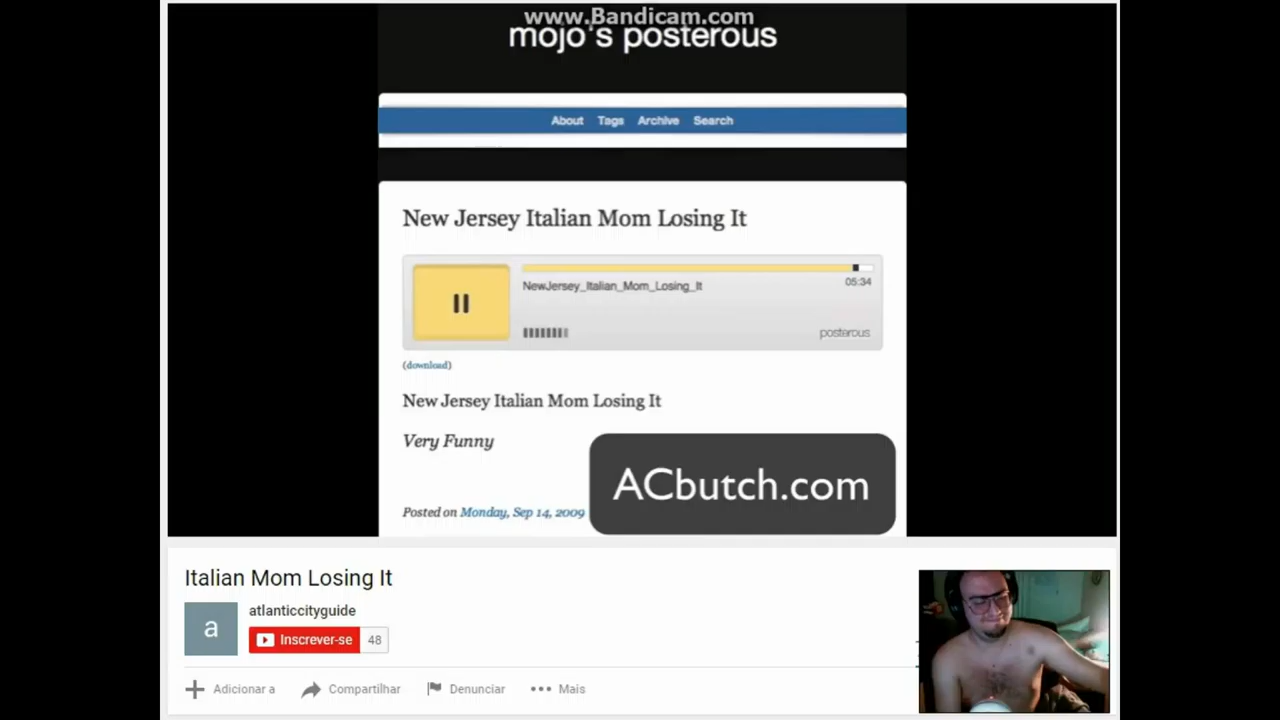 www.Bandicam.com
mojo's posterous
About Tags Archive Search
New Jersey Italian Mom Losing It
NewJersey_Italian_Mom_Losing_It
05:34
posterous
(download)
New Jersey Italian Mom Losing It
Very Funny
ACbutch.com
Posted on Monday, Sep 14, 2009
Italian Mom Losing It
a
atlanticcityguide
Inscrever-se 48
Adicionar a Compartilhar Denunciar Mais